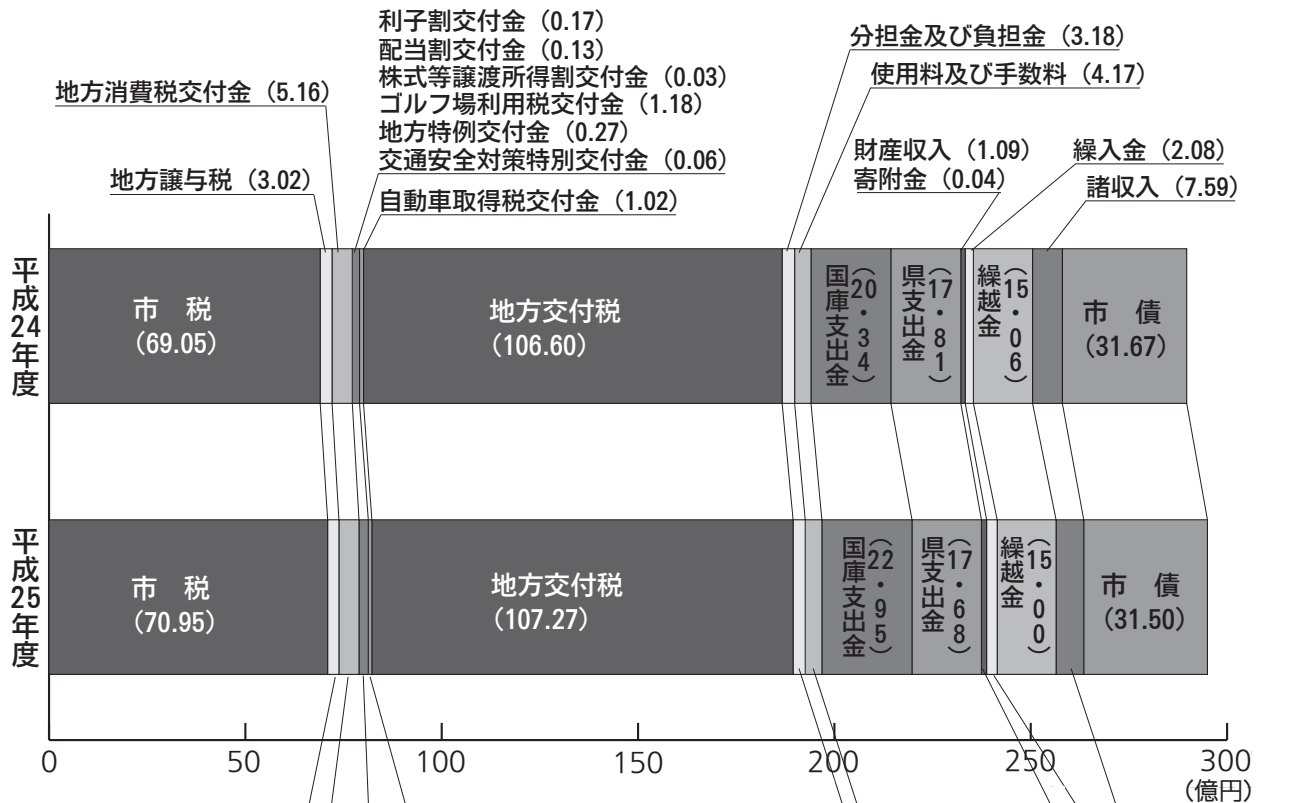 利子割交付金（0.17）
配当割交付金（0.13）
株式等譲渡所得割交付金（0.03）
ゴルフ場利用税交付金（1.18）
地方特例交付金（0.27）
交通安全対策特別交付金（0.06）
自動車取得税交付金（1.02）
地方消費税交付金（5.16）
地方譲与税（3.02）
分担金及び負担金（3.18）
使用料及び手数料（4.17）
財産収入（1.09）
寄附金（0.04）
繰入金（2.08）
諸収入（7.59）
平成24年度
市　税
（69.05）
地方交付税
（106.60）
国庫支出金
（20・34）
県支出金
（17・81）
繰越金
（15・06）
市　債
（31.67）
平成25年度
市　税
（70.95）
地方交付税
（107.27）
国庫支出金
（22・95）
県支出金
（17・68）
繰越金
（15・00）
市　債
（31.50）
0 50 100 150 200 250 300
（億円）